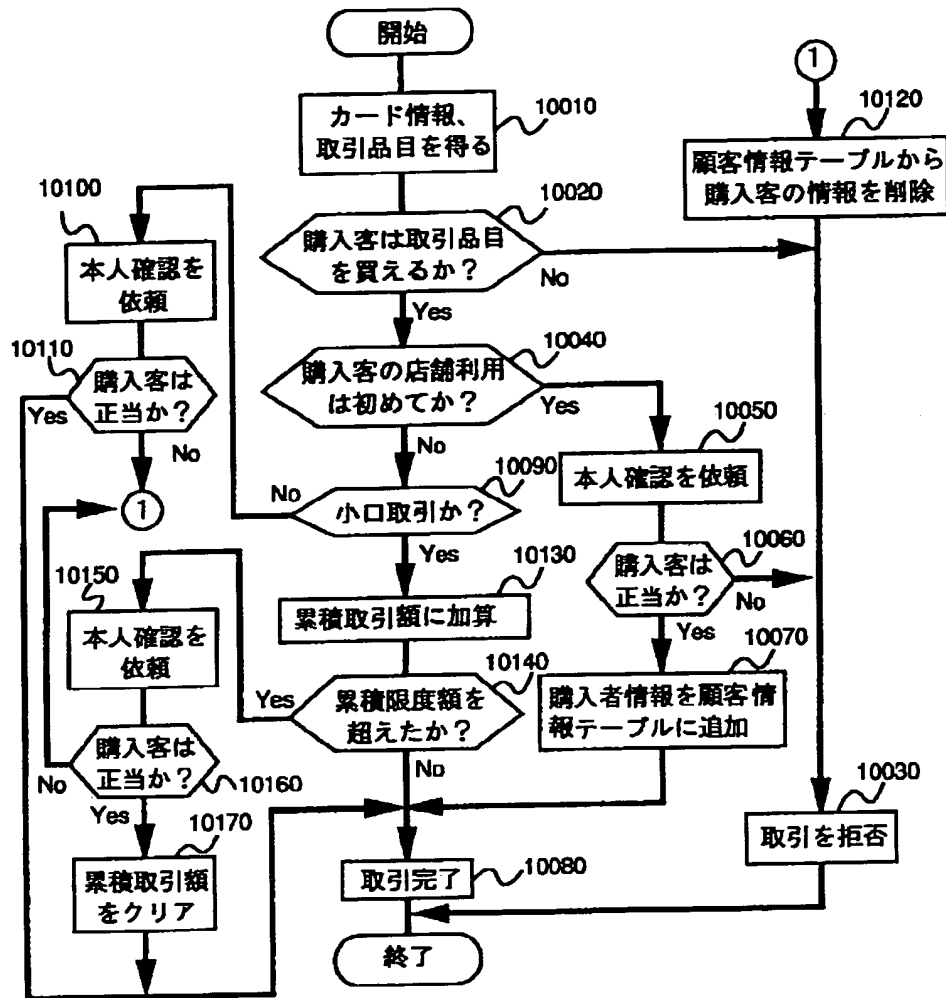 開始
1
10010
カード情報、
取引品目を得る
10120
顧客情報テーブルから
購入客の情報を削除
10100
本人確認を
依頼
10020
購入客は取引品目
を買えるか？
No
Yes
10110
購入客は
正当か？
Yes
No
10040
購入客の店舗利用
は初めてか？
Yes
No
10050
本人確認を依頼
1
No
10090
小口取引か？
Yes
10060
購入客は
正当か？
No
Yes
10150
本人確認を
依頼
10130
累積取引額に加算
10070
購入者情報を顧客情
報テーブルに追加
Yes
10140
累積限度額を
超えたか？
No
購入客は
正当か？
No
10160
Yes
10030
取引を拒否
10170
累積取引額
をクリア
取引完了
10080
終了